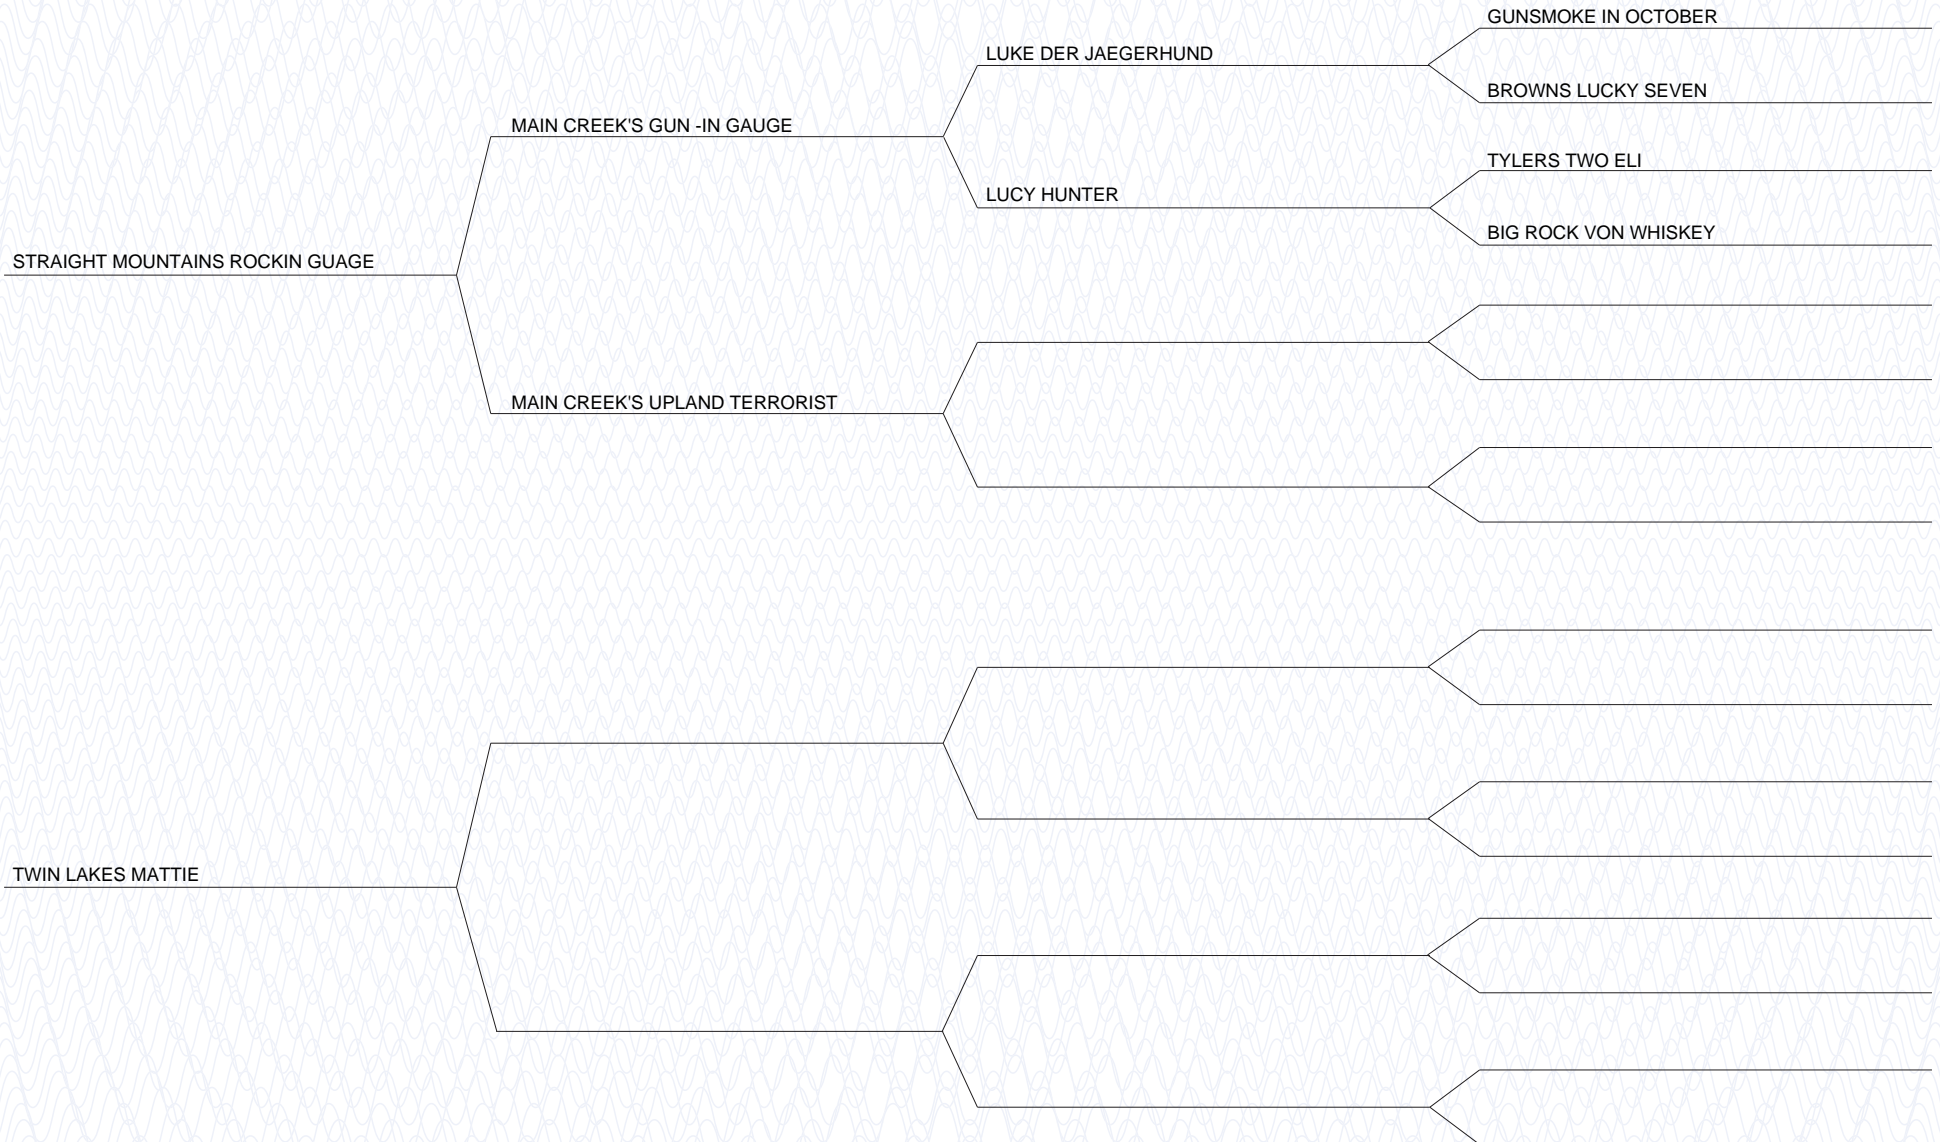 GUNSMOKE IN OCTOBER
LUKE DER JAEGERHUND
BROWNS LUCKY SEVEN
MAIN CREEK'S GUN -IN GAUGE
TYLERS TWO ELI
LUCY HUNTER
BIG ROCK VON WHISKEY
STRAIGHT MOUNTAINS ROCKIN GUAGE
MAIN CREEK'S UPLAND TERRORIST
TWIN LAKES MATTIE